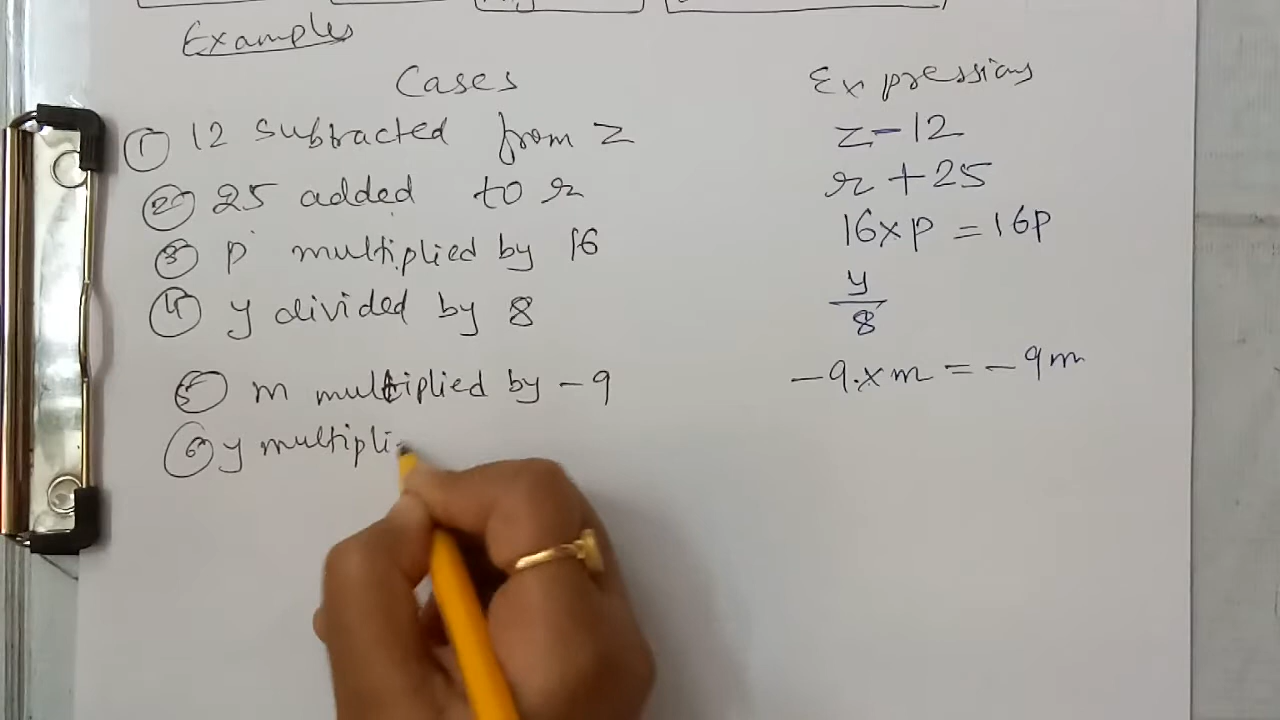 Examples
Cases Expressions
① 12 subtracted from z z-12
② 25 added to r r+25
③ p multiplied by 16 16×p = 16p
④ y divided by 8 y/8
⑤ m multiplied by -9 -9.×m = -9m
⑥ y multipli